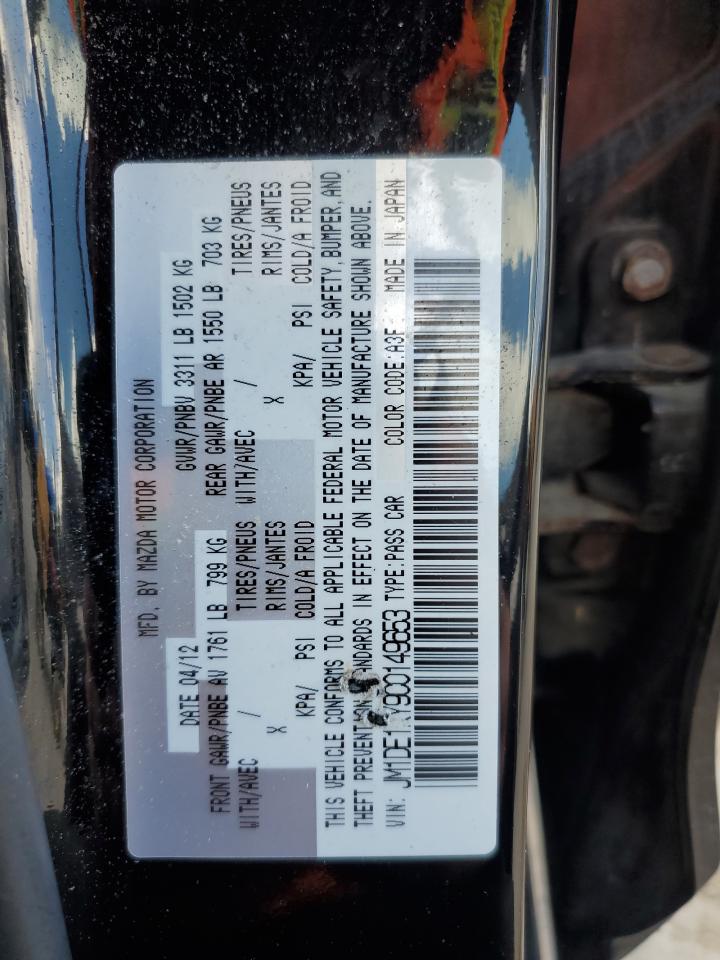 MFD. BY MAZDA MOTOR CORPORATION
DATE 04/12 GVWR/PNBV 3311 LB 1502 KG
FRONT GAWR/PNBE AV 1761 LB 799 KG REAR GAWR/PNBE AR 1550 LB 703 KG
WITH/AVEC / TIRES/PNEUS WITH/AVEC / TIRES/PNEUS
X RIMS/JANTES X RIMS/JANTES
KPA/ PSI COLD/A FROID KPA/ PSI COLD/A FROID
THIS VEHICLE CONFORMS TO ALL APPLICABLE FEDERAL MOTOR VEHICLE SAFETY, BUMPER, AND
THEFT PREVENTION STANDARDS IN EFFECT ON THE DATE OF MANUFACTURE SHOWN ABOVE.
VIN: JM1DE1KY9C0149653 TYPE:PASS CAR COLOR CODE:A3F MADE IN JAPAN